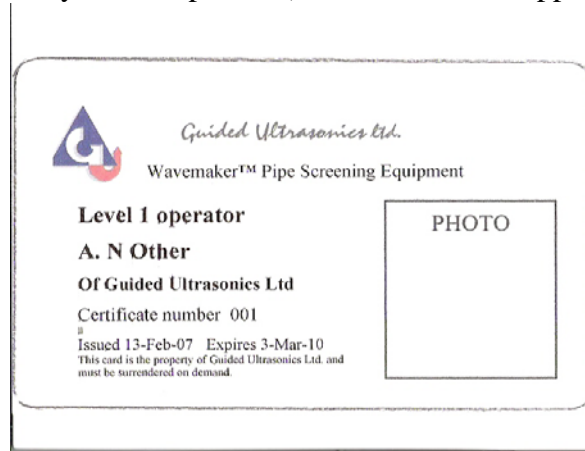 Guided Ultrasonics ltd.
Wavemaker™ Pipe Screening Equipment
Level 1 operator
A. N Other
Of Guided Ultrasonics Ltd
Certificate number 001
Issued 13-Feb-07 Expires 3-Mar-10
This card is the property of Guided Ultrasonics Ltd. and
must be surrendered on demand.
PHOTO